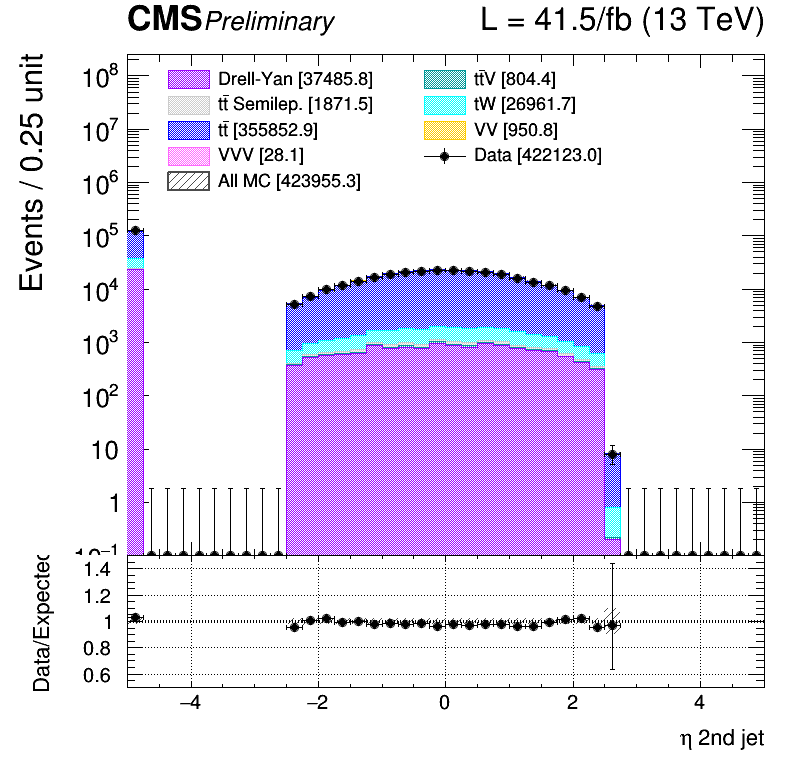 CMS Preliminary L = 41.5/fb (13 TeV)
Events / 0.25 unit
10⁸
10⁷
10⁶
10⁵
10⁴
10³
10²
10
1
10⁻¹
Drell-Yan [37485.8]
tt̄ Semilep. [1871.5]
tt̄ [355852.9]
VVV [28.1]
All MC [423955.3]
tt̄V [804.4]
tW [26961.7]
VV [950.8]
Data [422123.0]
Data/Expected
1.4
1.2
1
0.8
0.6
−4 −2 0 2 4
η 2nd jet